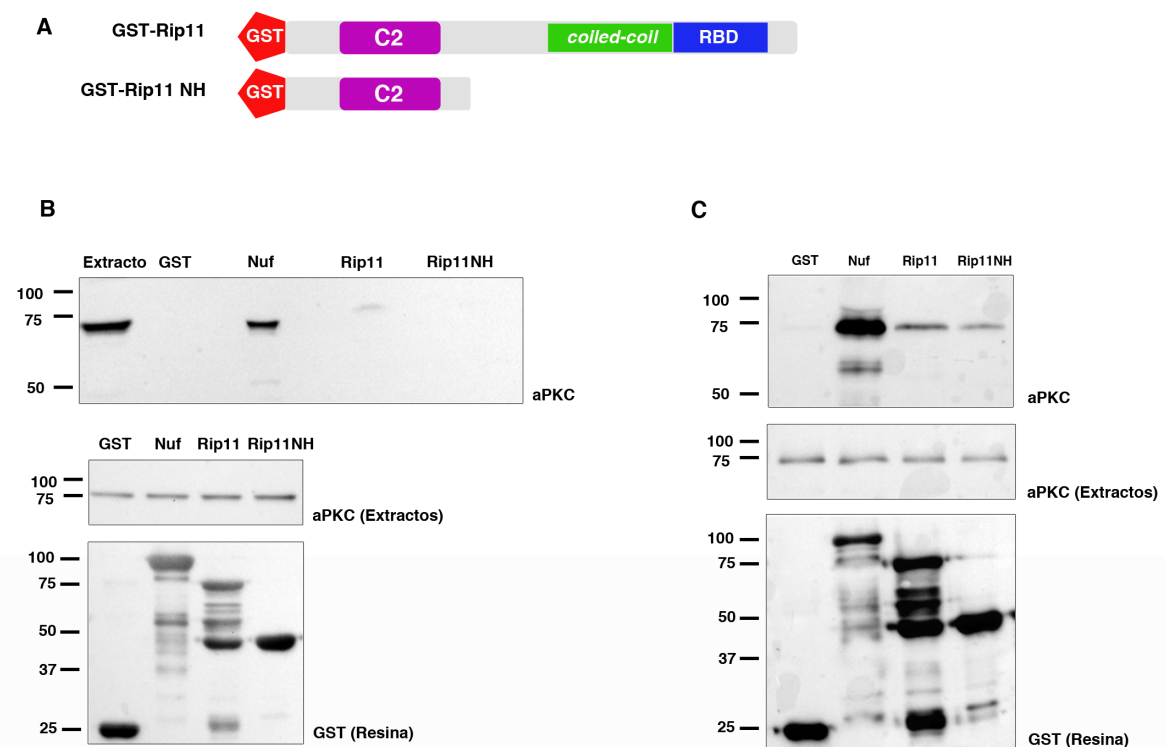 A
GST-Rip11
GST
C2
coiled-coil
RBD
GST-Rip11 NH
GST
C2
B
Extracto GST Nuf Rip11 Rip11NH
100
75
50
aPKC
GST Nuf Rip11 Rip11NH
100
75
aPKC (Extractos)
100
75
50
37
25
GST (Resina)
C
GST Nuf Rip11 Rip11NH
100
75
50
aPKC
100
75
aPKC (Extractos)
100
75
50
37
25
GST (Resina)